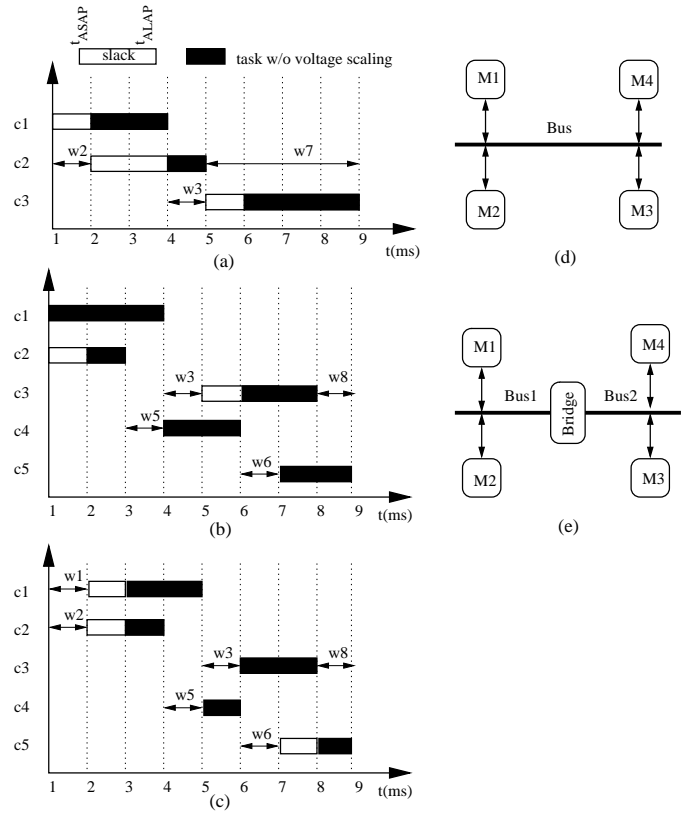 t_ASAP
t_ALAP
slack
task w/o voltage scaling
c1
c2
w2
w7
c3
w3
1 2 3 4 5 6 7 8 9
t(ms)
(a)
M1
M4
Bus
M2
M3
(d)
c1
c2
c3
w3
w8
c4
w5
c5
w6
1 2 3 4 5 6 7 8 9
t(ms)
(b)
M1
M4
Bus1
Bridge
Bus2
M2
M3
(e)
c1
w1
c2
w2
c3
w3
w8
c4
w5
c5
w6
1 2 3 4 5 6 7 8 9
t(ms)
(c)